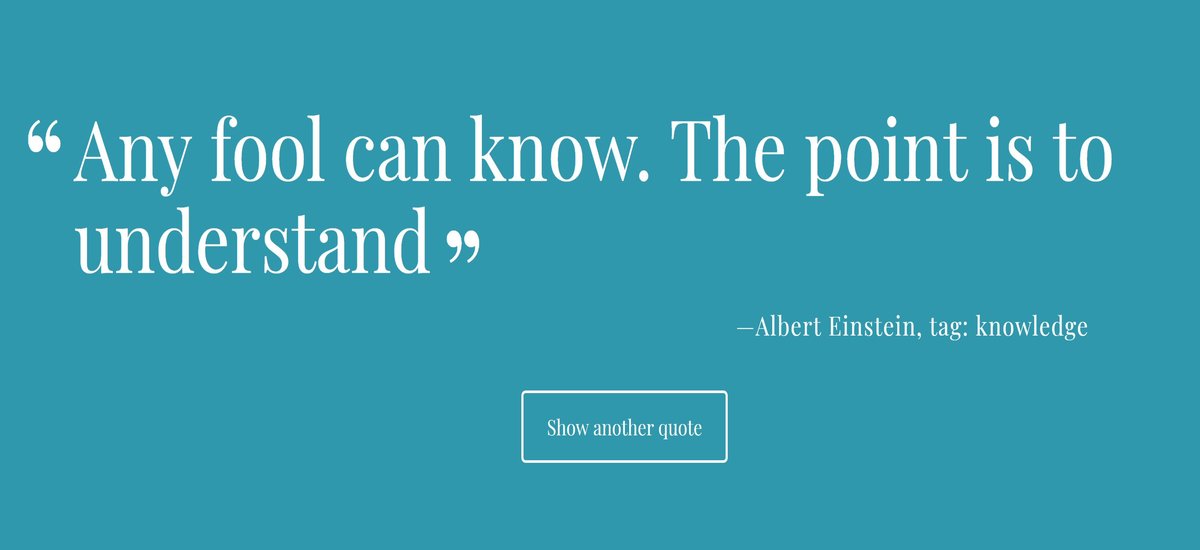 “ Any fool can know. The point is to
understand ”
—Albert Einstein, tag: knowledge
Show another quote